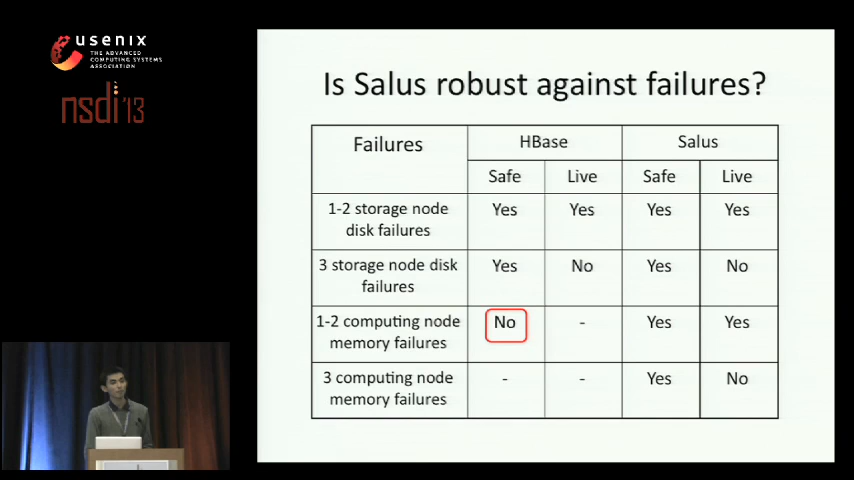 usenix
THE ADVANCED
COMPUTING SYSTEMS
ASSOCIATION
nsdi '13
Is Salus robust against failures?
Failures
HBase
Salus
Safe
Live
Safe
Live
1-2 storage node
disk failures
Yes
Yes
Yes
Yes
3 storage node disk
failures
Yes
No
Yes
No
1-2 computing node
memory failures
No
-
Yes
Yes
3 computing node
memory failures
-
-
Yes
No